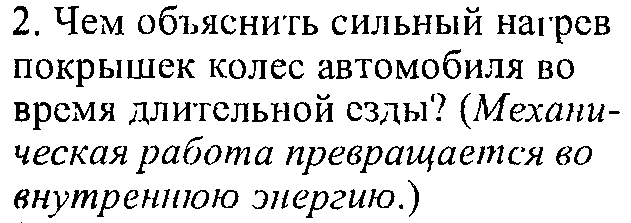 2. Чем объяснить сильный нагрев
покрышек колес автомобиля во
время длительной езды? (Механи-
ческая работа превращается во
внутреннюю энергию.)